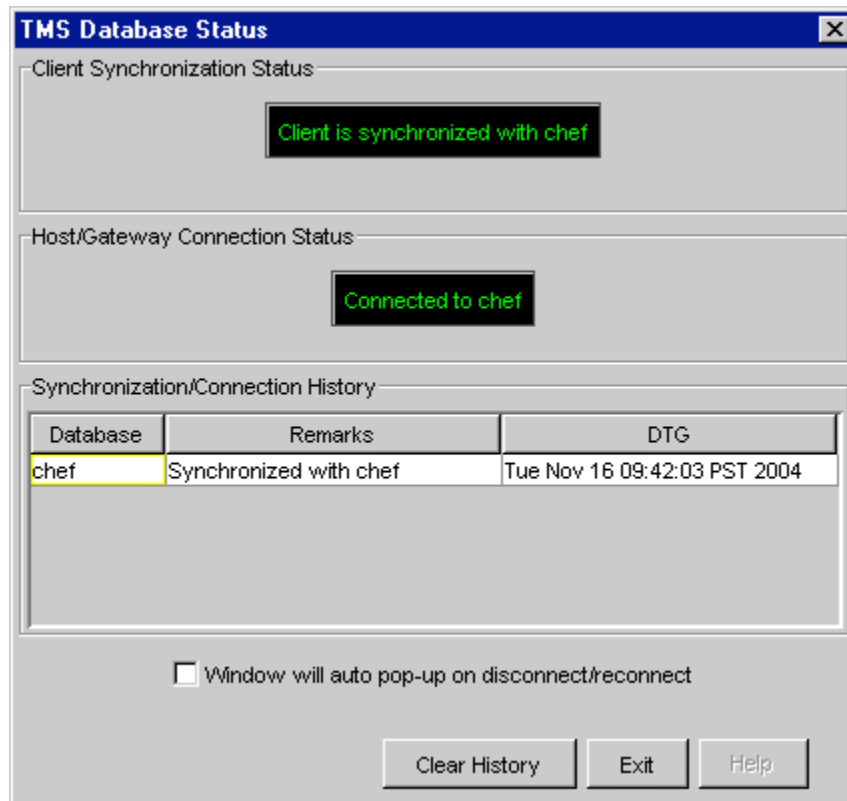 TMS Database Status
Client Synchronization Status
Client is synchronized with chef
Host/Gateway Connection Status
Connected to chef
Synchronization/Connection History
Database Remarks DTG
chef Synchronized with chef Tue Nov 16 09:42:03 PST 2004
Window will auto pop-up on disconnect/reconnect
Clear History Exit Help